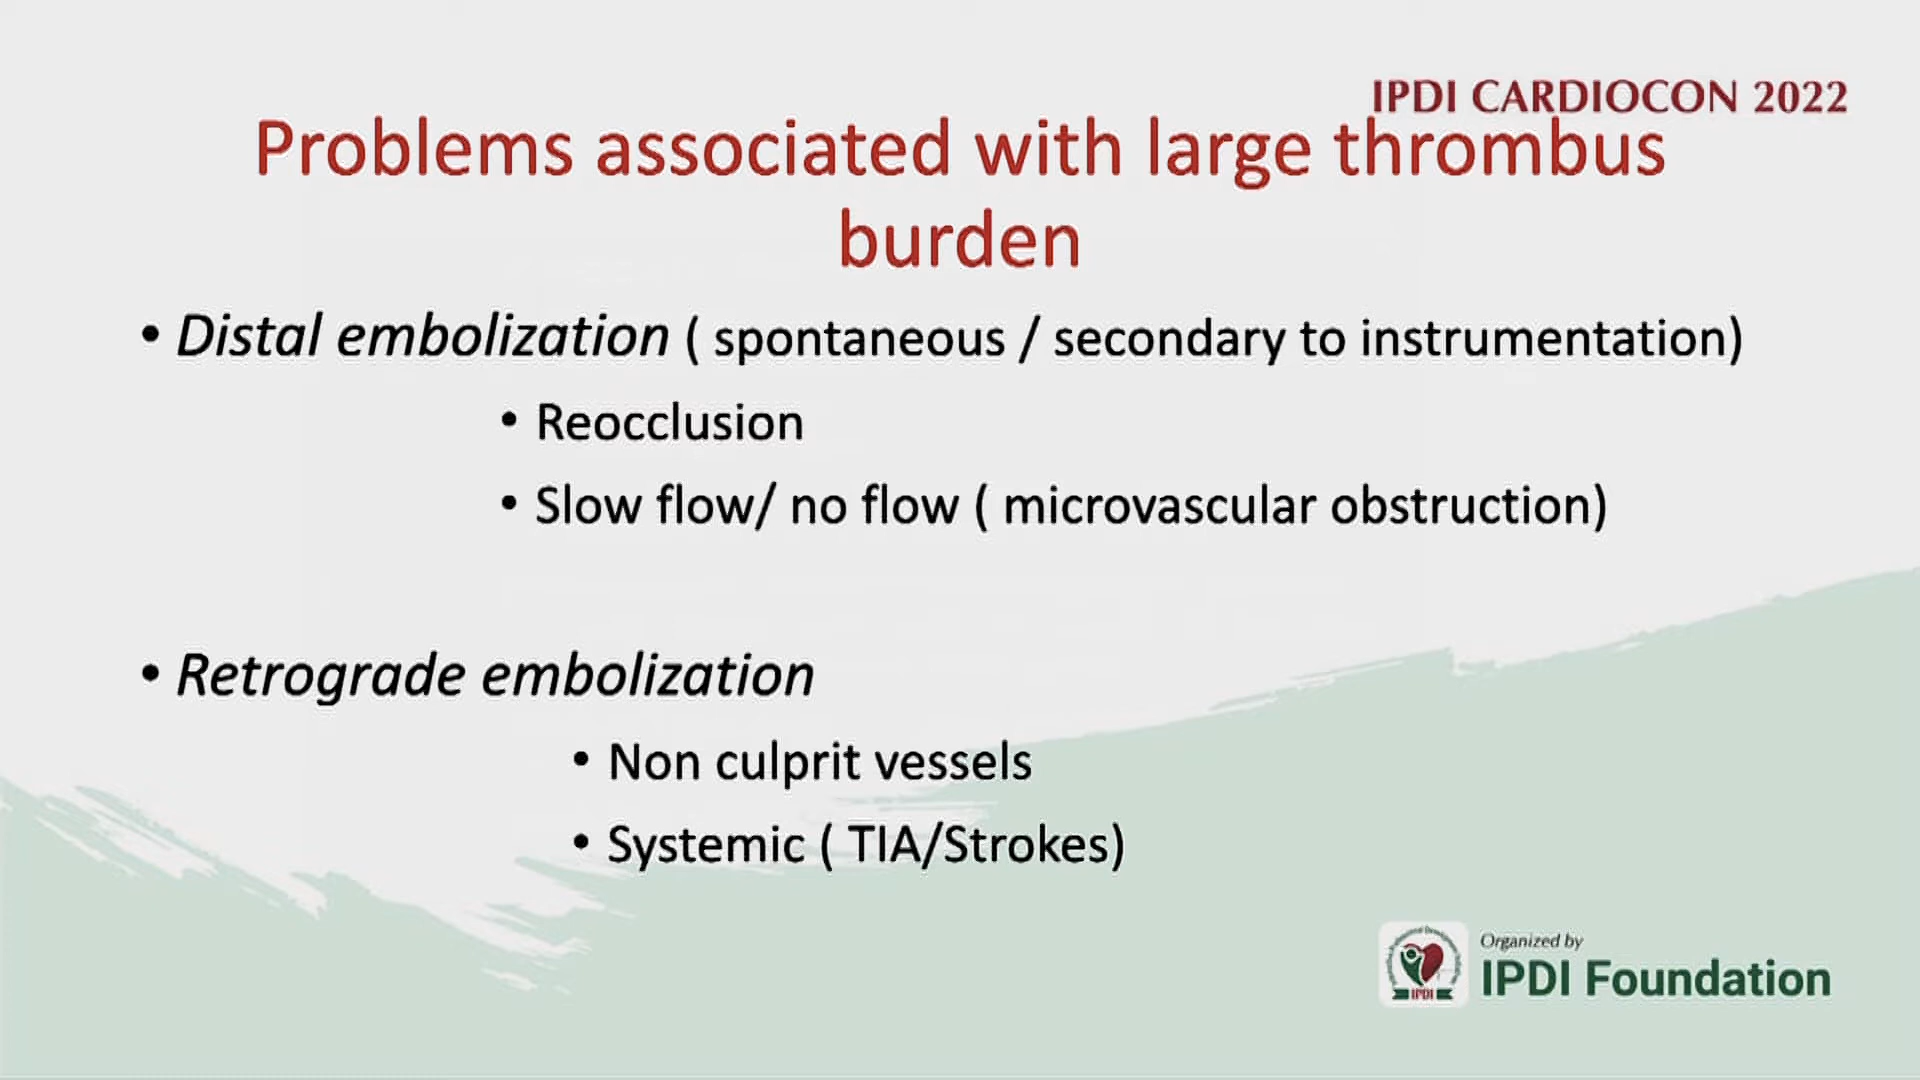 IPDI CARDIOCON 2022
Problems associated with large thrombus
burden
• Distal embolization ( spontaneous / secondary to instrumentation)
• Reocclusion
• Slow flow/ no flow ( microvascular obstruction)
• Retrograde embolization
• Non culprit vessels
• Systemic ( TIA/Strokes)
Organized by
IPDI Foundation
IPDI